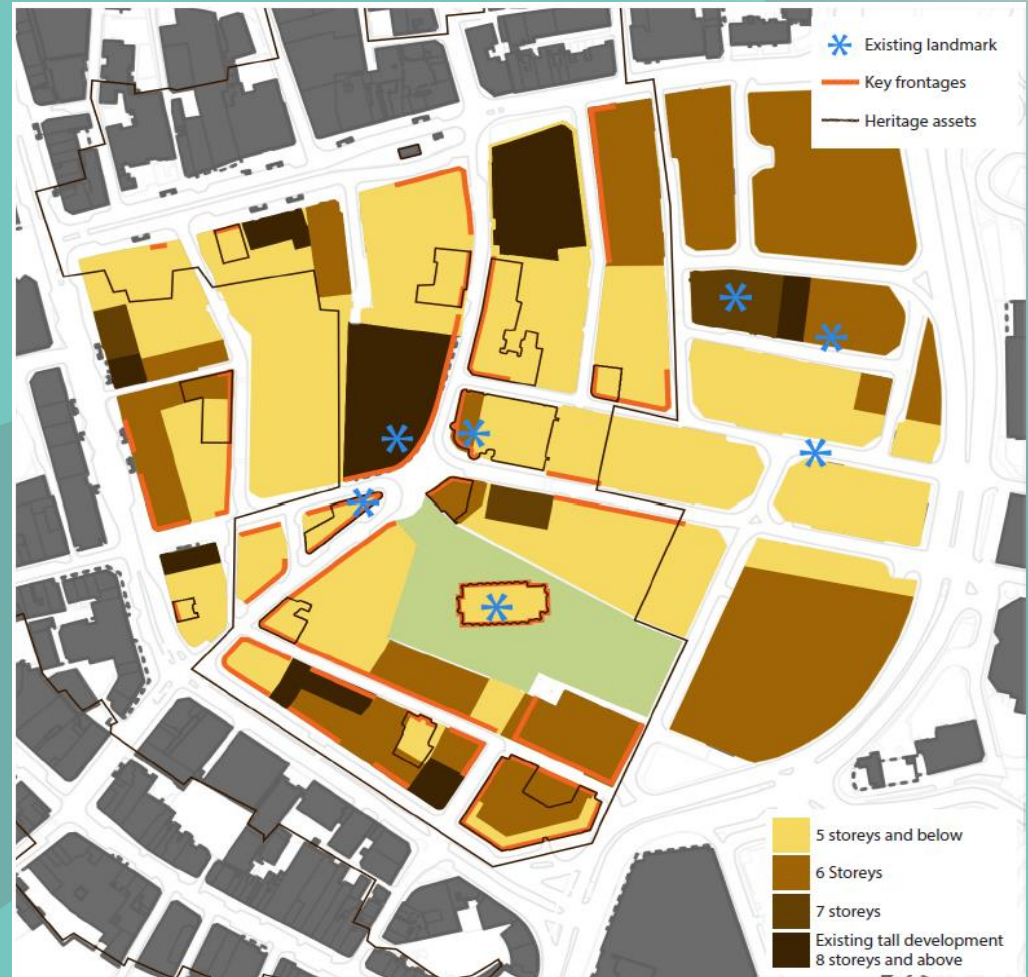 Existing landmark
Key frontages
Heritage assets
5 storeys and below
6 Storeys
7 storeys
Existing tall development
8 storeys and above